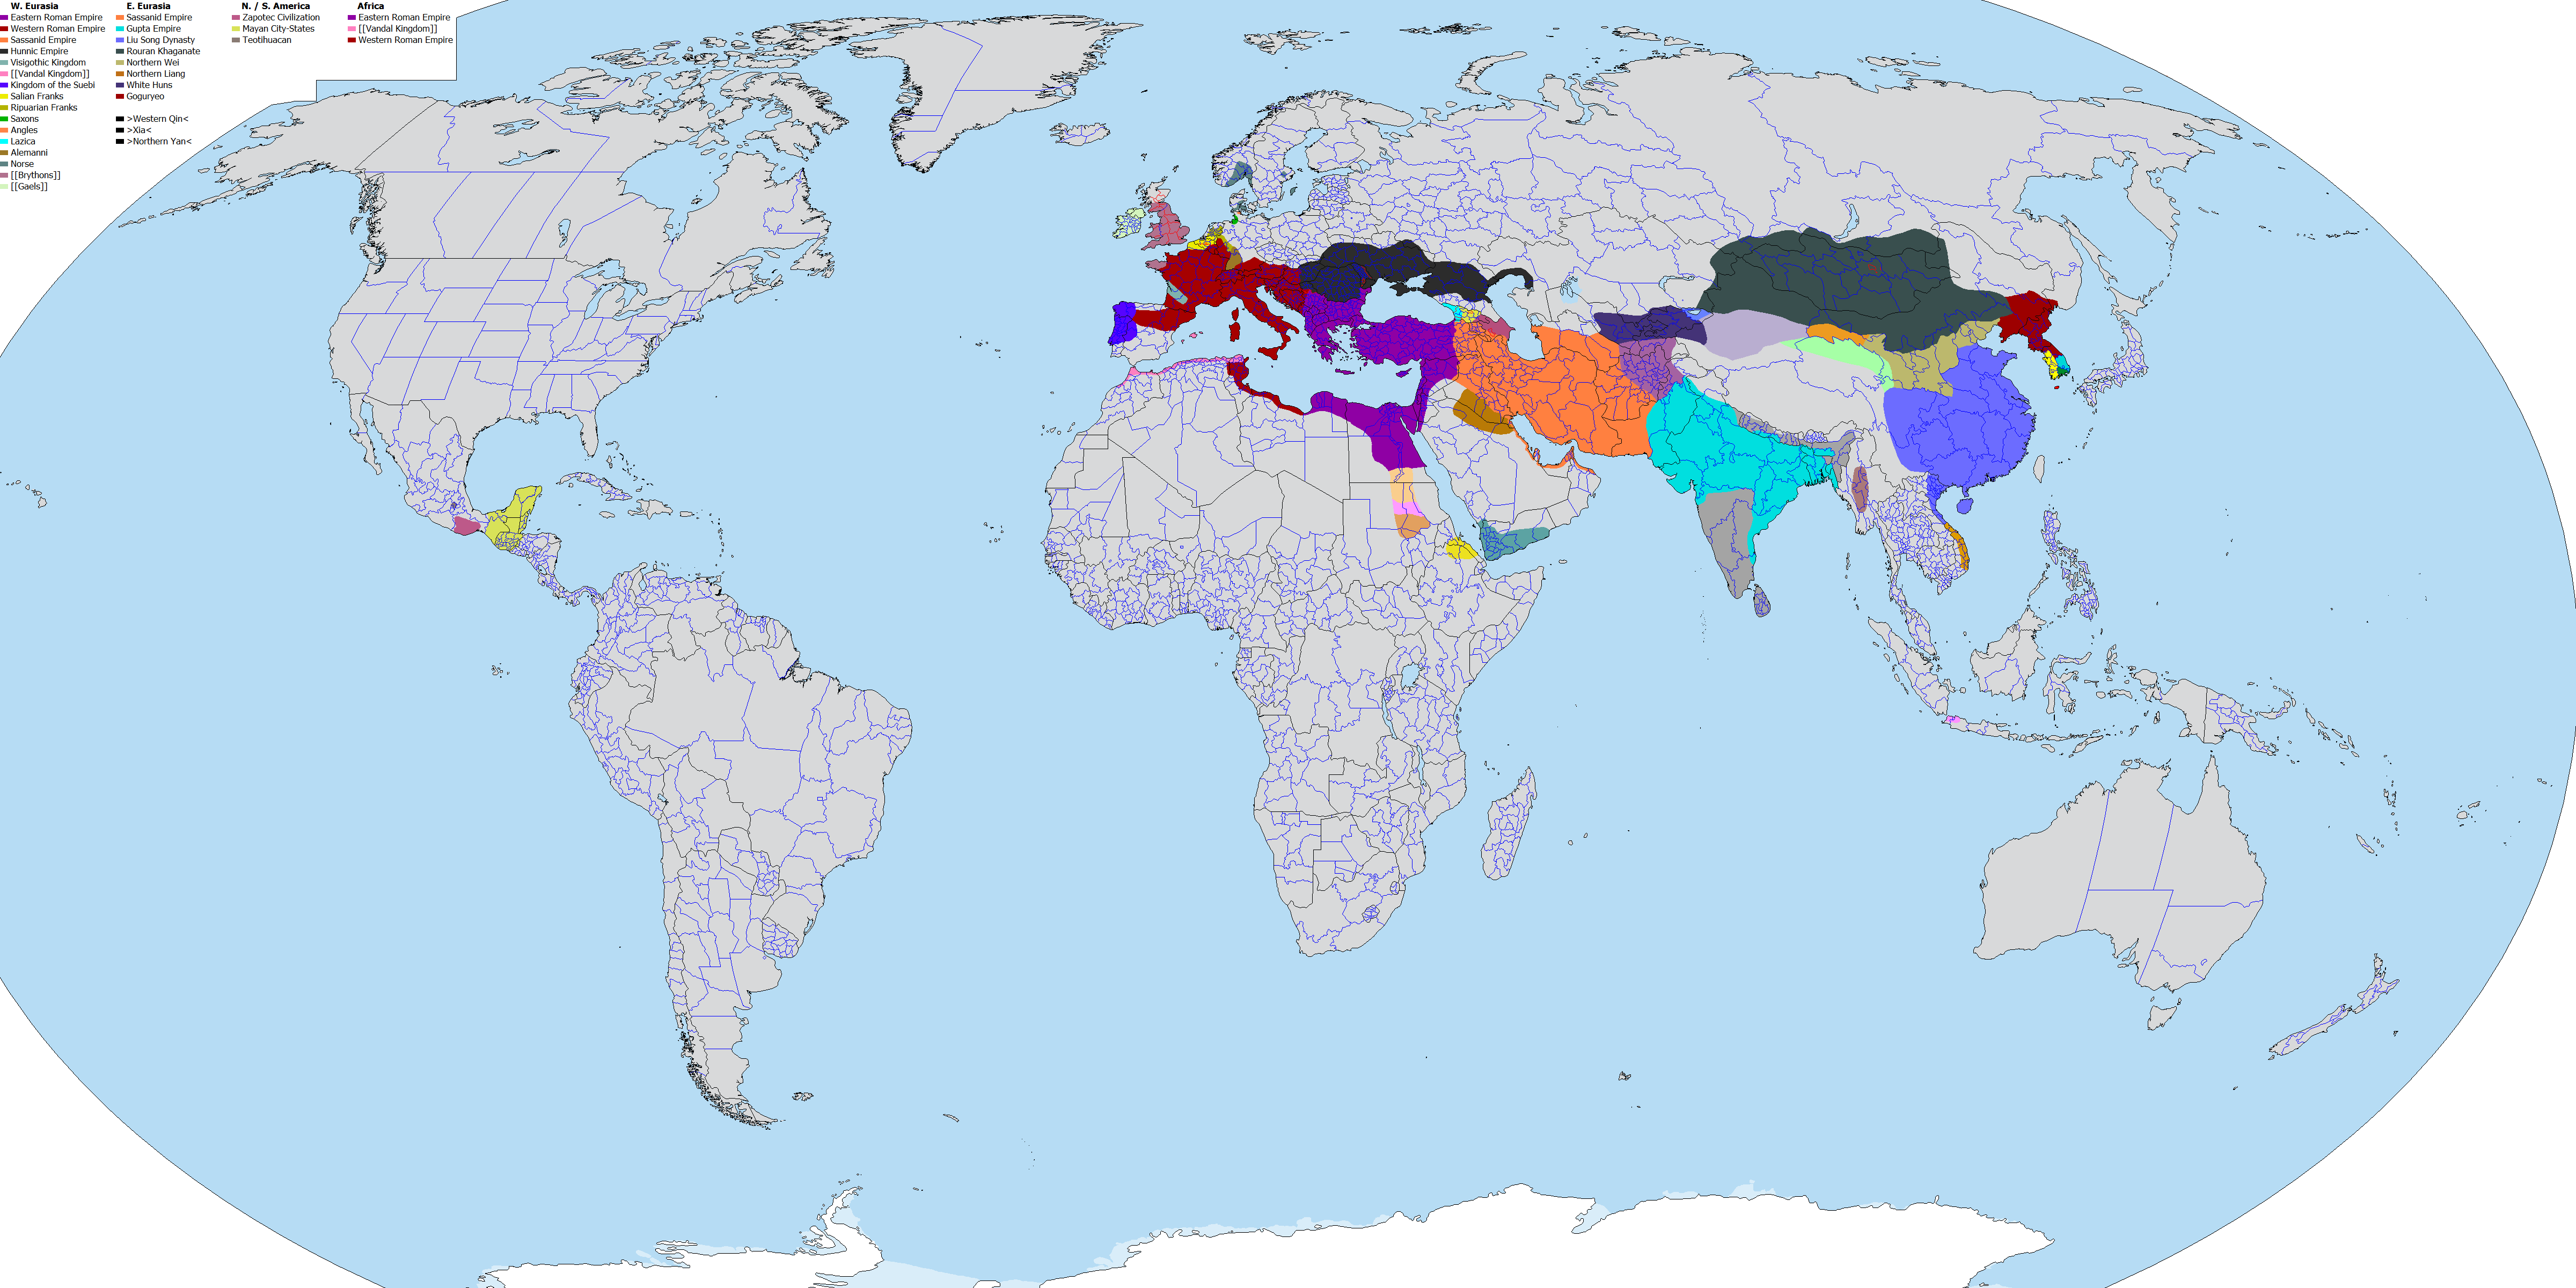 W. Eurasia
Eastern Roman Empire
Western Roman Empire
Sassanid Empire
Hunnic Empire
Visigothic Kingdom
[[Vandal Kingdom]]
Kingdom of the Suebi
Salian Franks
Ripuarian Franks
Saxons
Angles
Lazica
Alemanni
Norse
[[Brythons]]
[[Gaels]]
E. Eurasia
Sassanid Empire
Gupta Empire
Liu Song Dynasty
Rouran Khaganate
Northern Wei
Northern Liang
White Huns
Goguryeo
>Western Qin<
>Xia<
>Northern Yan<
N. / S. America
Zapotec Civilization
Mayan City-States
Teotihuacan
Africa
Eastern Roman Empire
[[Vandal Kingdom]]
Western Roman Empire